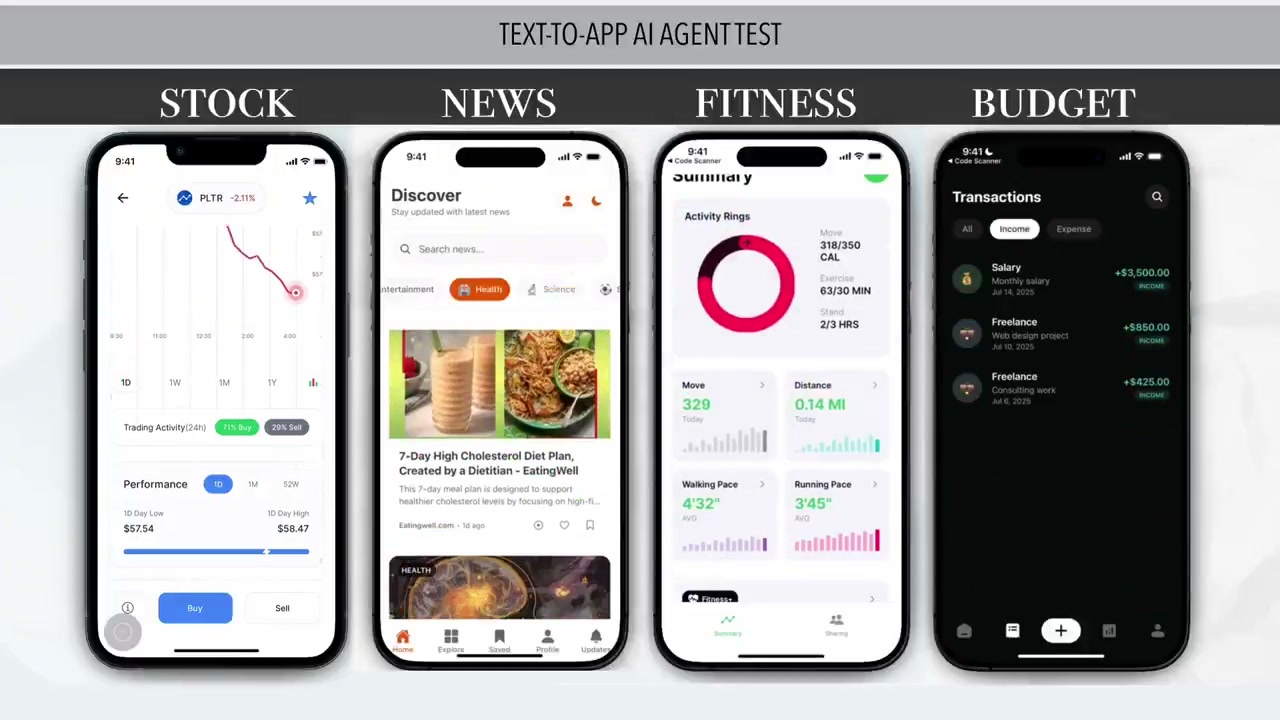 TEXT-TO-APP AI AGENT TEST
STOCK
NEWS
FITNESS
BUDGET
9:41
PLTR -2.11%
8:30 11:00 12:30 2:00 4:00
1D 1W 1M 1Y
Trading Activity(24h) 71% Buy 29% Sell
Performance 1D 1M 52W
1D Day Low 1D Day High
$57.54 $58.47
Buy Sell
9:41
Discover
Stay updated with latest news
Search news...
ntertainment Health Science S
7-Day High Cholesterol Diet Plan,
Created by a Dietitian - EatingWell
This 7-day meal plan is designed to support
healthier cholesterol levels by focusing on high-fi...
Eatingwell.com • 1d ago
HEALTH
Home Explore Saved Profile Updates
9:41
Code Scanner
Summary
Activity Rings
Move
318/350
CAL
Exercise
63/30 MIN
Stand
2/3 HRS
Move Distance
329 0.14 MI
Today Today
Walking Pace Running Pace
4'32" 3'45"
AVG AVG
Fitness+
Summary Sharing
9:41
Code Scanner
Transactions
All Income Expense
Salary
Monthly salary
Jul 14, 2025
+$3,500.00
INCOME
Freelance
Web design project
Jul 10, 2025
+$850.00
INCOME
Freelance
Consulting work
Jul 6, 2025
+$425.00
INCOME